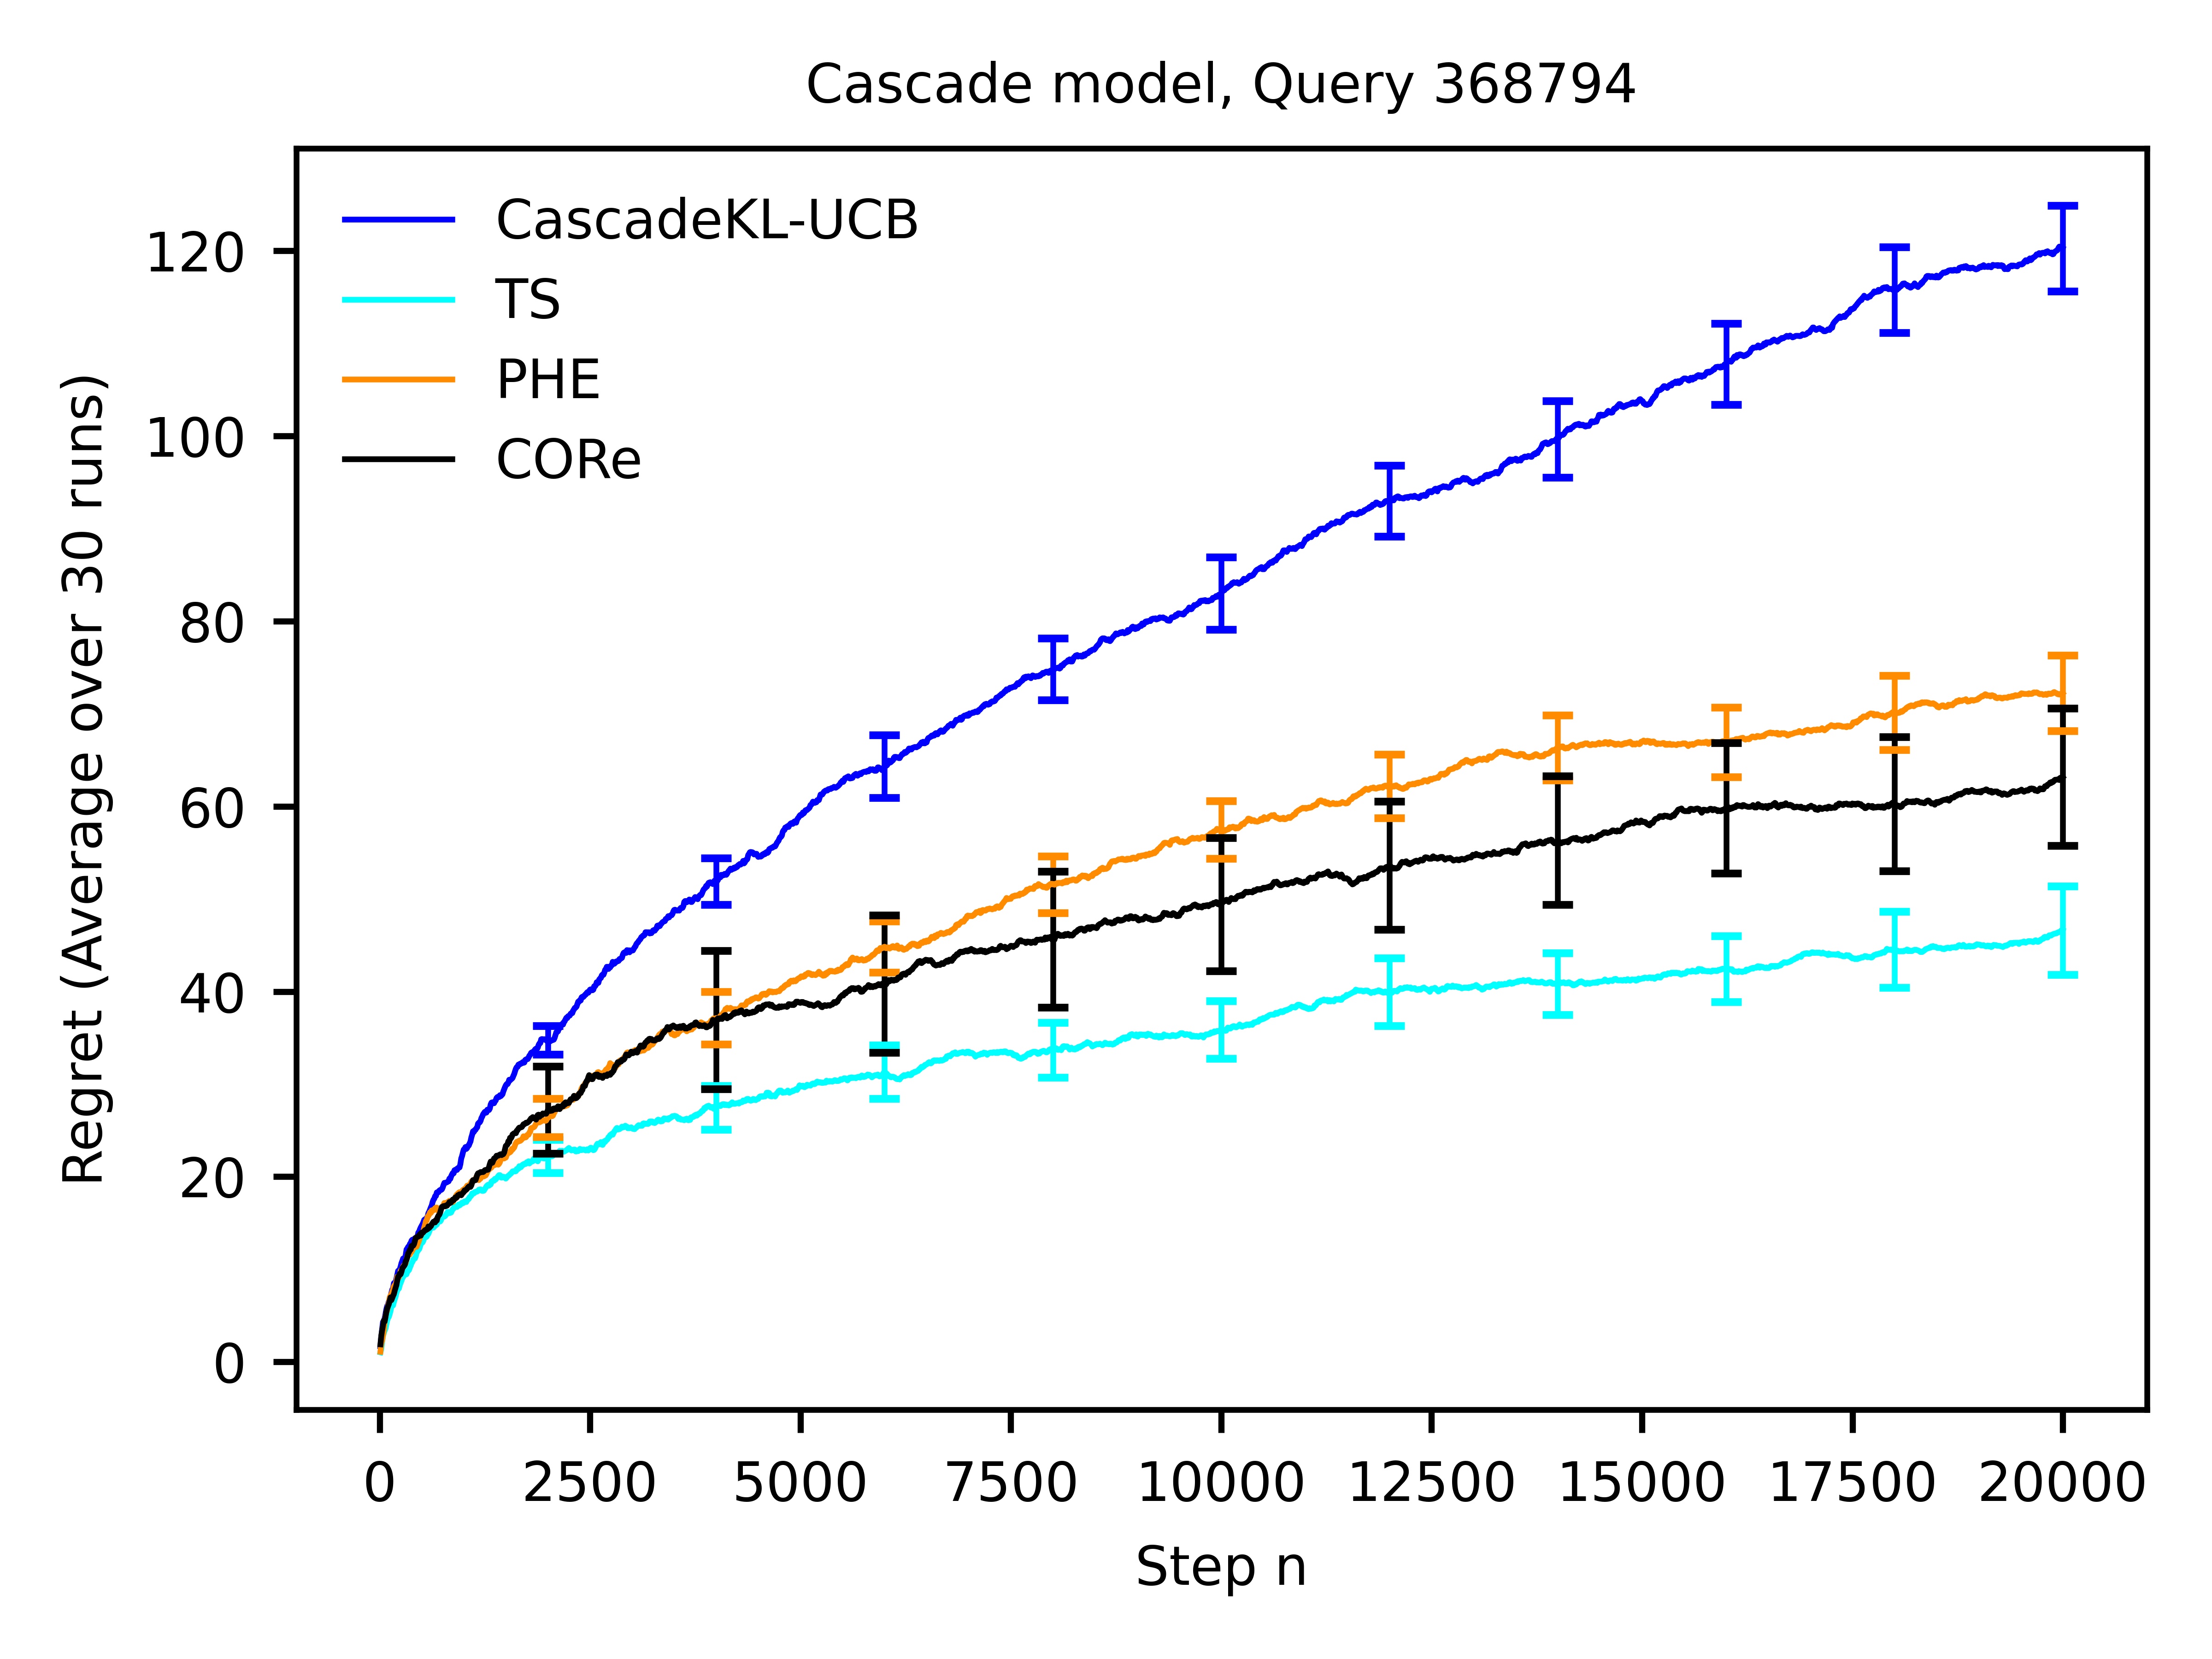 Cascade model, Query 368794
CascadeKL-UCB
TS
PHE
CORe
Regret (Average over 30 runs)
120
100
80
60
40
20
0
0 2500 5000 7500 10000 12500 15000 17500 20000
Step n